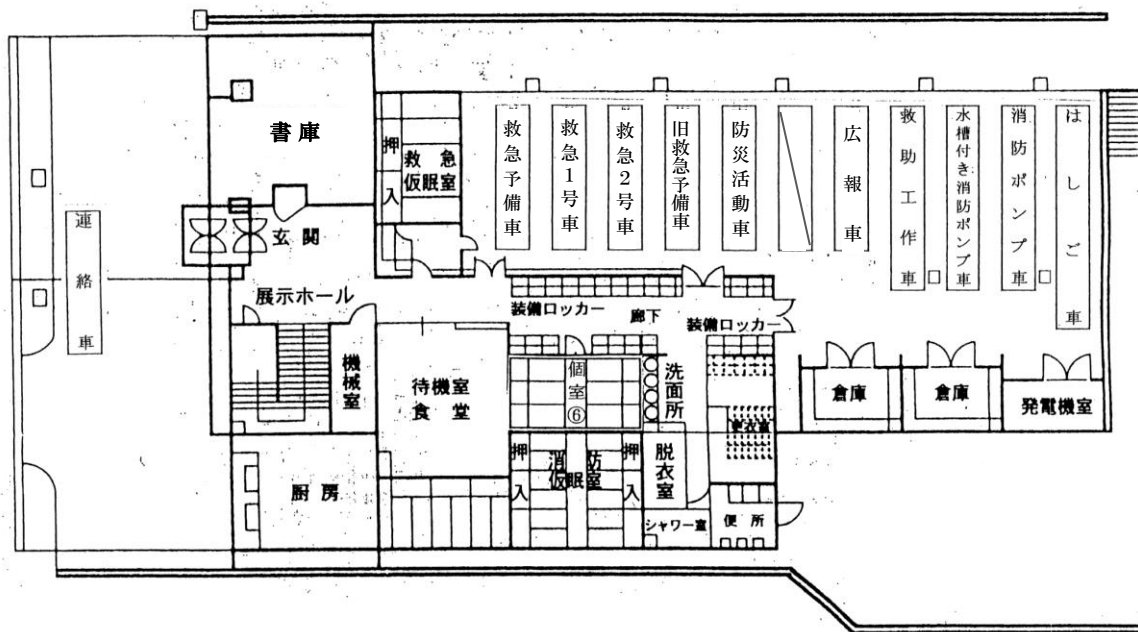 書庫
押入
救急
仮眠室
救急予備車
救急1号車
救急2号車
旧救急予備車
防災活動車
広報車
救助工作車
水槽付き消防ポンプ車
消防ポンプ車
はしご車
連絡車
玄関
展示ホール
装備ロッカー
廊下
装備ロッカー
機械室
待機室
食堂
個室⑥
洗面所
更衣室
倉庫
倉庫
発電機室
厨房
押入
消防
仮眠室
押入
脱衣室
シャワー室
便所